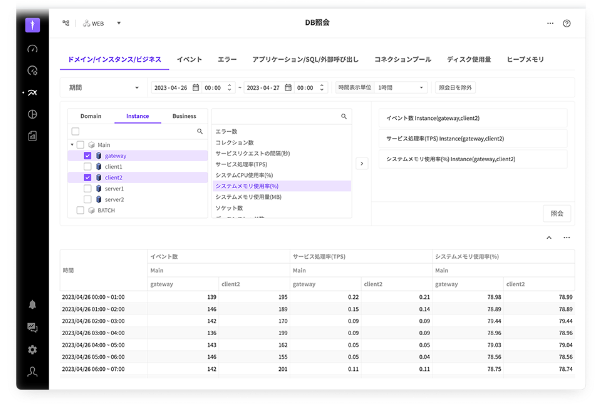 WEB
DB照会
ドメイン/インスタンス/ビジネス イベント エラー アプリケーション/SQL/外部呼び出し コネクションプール ディスク使用量 ヒープメモリ
期間 2023-04-26 00:00 ~ 2023-04-27 00:00 時間表示単位 1時間 照会日を除外
Domain Instance Business
Main
gateway
client1
client2
server1
server2
BATCH
エラー数
コレクション数
サービスリクエストの間隔(秒)
サービス処理率(TPS)
システムCPU使用率(%)
システムメモリ使用率(%)
システムメモリ使用量(MB)
ソケット数
イベント数 Instance(gateway,client2)
サービス処理率(TPS) Instance(gateway,client2)
システムメモリ使用率(%) Instance(gateway,client2)
照会
時間 イベント数 サービス処理率(TPS) システムメモリ使用率(%)
Main Main Main
gateway client2 gateway client2 gateway client2
2023/04/26 00:00 ~ 01:00 139 195 0.22 0.21 78.98 78.99
2023/04/26 01:00 ~ 02:00 146 189 0.15 0.14 78.89 78.89
2023/04/26 02:00 ~ 03:00 142 170 0.09 0.09 79.44 79.44
2023/04/26 03:00 ~ 04:00 136 199 0.09 0.09 78.96 78.96
2023/04/26 04:00 ~ 05:00 143 162 0.05 0.05 79.03 79.04
2023/04/26 05:00 ~ 06:00 146 155 0.05 0.04 78.56 78.56
2023/04/26 06:00 ~ 07:00 142 201 0.11 0.11 78.75 78.74